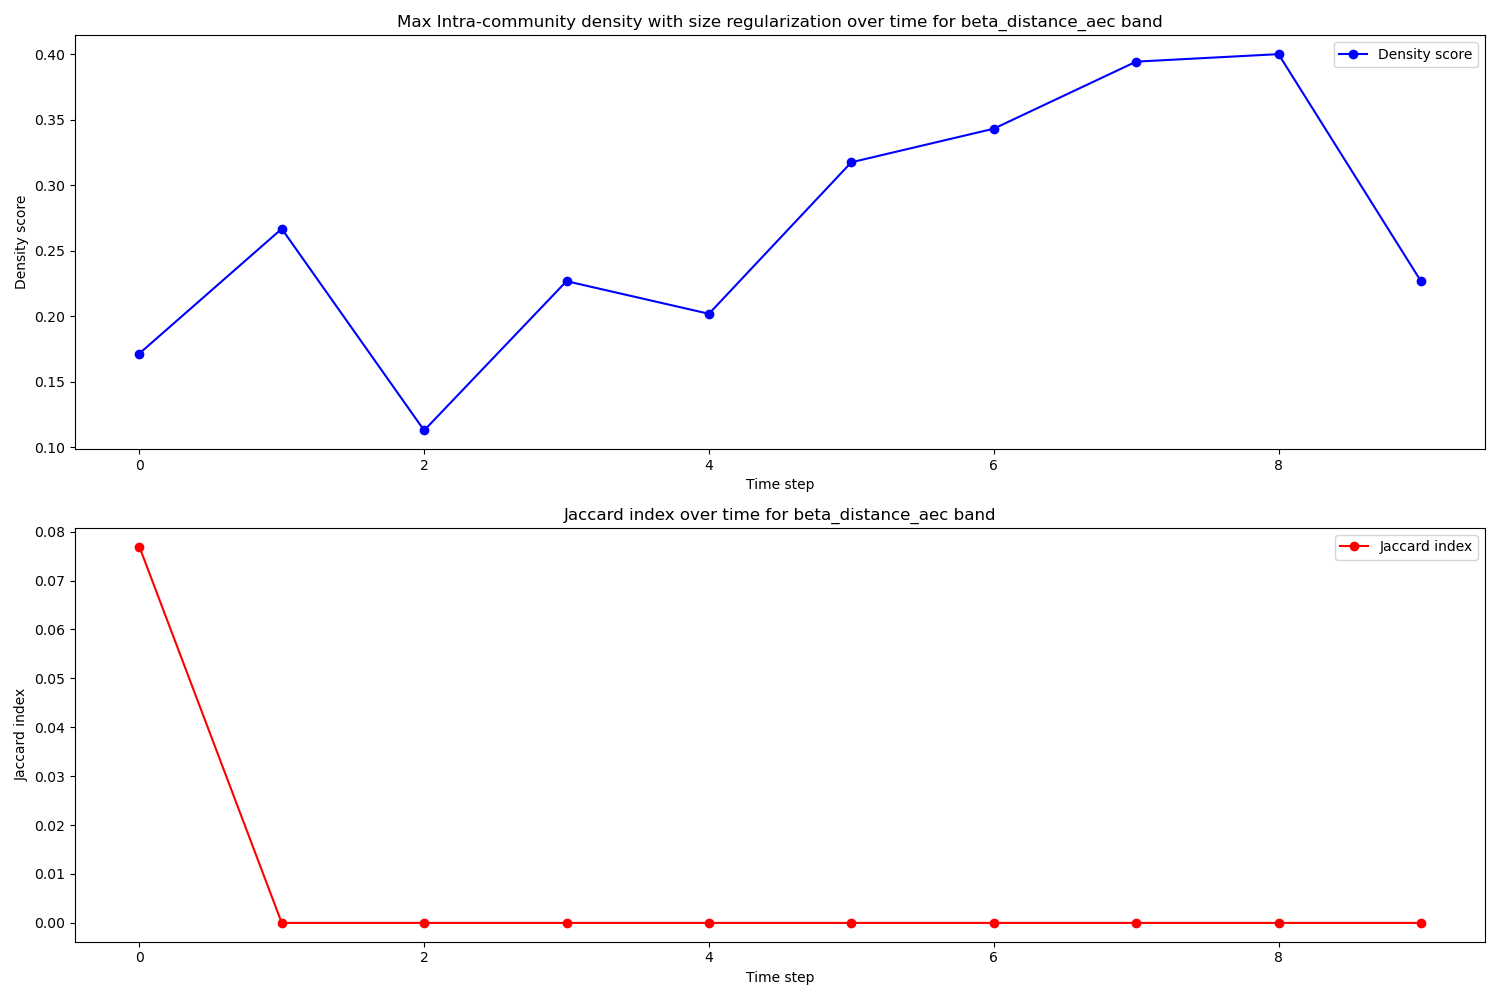 Max Intra-community density with size regularization over time for beta_distance_aec band
Density score
0.40
0.35
0.30
0.25
0.20
0.15
0.10
Density score
0 2 4 6 8
Time step
Jaccard index over time for beta_distance_aec band
Jaccard index
0.08
0.07
0.06
0.05
0.04
0.03
0.02
0.01
0.00
Jaccard index
0 2 4 6 8
Time step